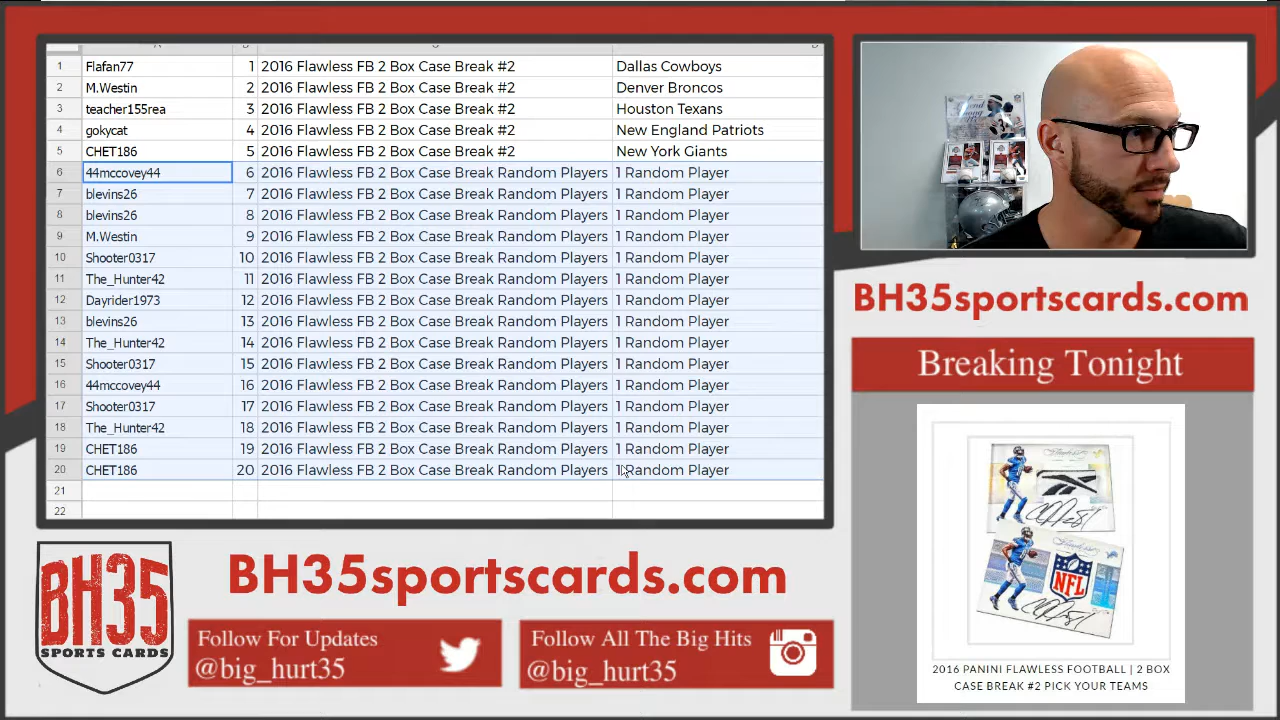 1 Flafan77 1 2016 Flawless FB 2 Box Case Break #2 Dallas Cowboys
2 M.Westin 2 2016 Flawless FB 2 Box Case Break #2 Denver Broncos
3 teacher155rea 3 2016 Flawless FB 2 Box Case Break #2 Houston Texans
4 gokycat 4 2016 Flawless FB 2 Box Case Break #2 New England Patriots
5 CHET186 5 2016 Flawless FB 2 Box Case Break #2 New York Giants
6 44mccovey44 6 2016 Flawless FB 2 Box Case Break Random Players 1 Random Player
7 blevins26 7 2016 Flawless FB 2 Box Case Break Random Players 1 Random Player
8 blevins26 8 2016 Flawless FB 2 Box Case Break Random Players 1 Random Player
9 M.Westin 9 2016 Flawless FB 2 Box Case Break Random Players 1 Random Player
10 Shooter0317 10 2016 Flawless FB 2 Box Case Break Random Players 1 Random Player
11 The_Hunter42 11 2016 Flawless FB 2 Box Case Break Random Players 1 Random Player
12 Dayrider1973 12 2016 Flawless FB 2 Box Case Break Random Players 1 Random Player
13 blevins26 13 2016 Flawless FB 2 Box Case Break Random Players 1 Random Player
14 The_Hunter42 14 2016 Flawless FB 2 Box Case Break Random Players 1 Random Player
15 Shooter0317 15 2016 Flawless FB 2 Box Case Break Random Players 1 Random Player
16 44mccovey44 16 2016 Flawless FB 2 Box Case Break Random Players 1 Random Player
17 Shooter0317 17 2016 Flawless FB 2 Box Case Break Random Players 1 Random Player
18 The_Hunter42 18 2016 Flawless FB 2 Box Case Break Random Players 1 Random Player
19 CHET186 19 2016 Flawless FB 2 Box Case Break Random Players 1 Random Player
20 CHET186 20 2016 Flawless FB 2 Box Case Break Random Players 1 Random Player
21
22
BH35sportscards.com
Breaking Tonight
NFL
2016 PANINI FLAWLESS FOOTBALL | 2 BOX
CASE BREAK #2 PICK YOUR TEAMS
BH35
SPORTS CARDS
BH35sportscards.com
Follow For Updates
@big_hurt35
Follow All The Big Hits
@big_hurt35